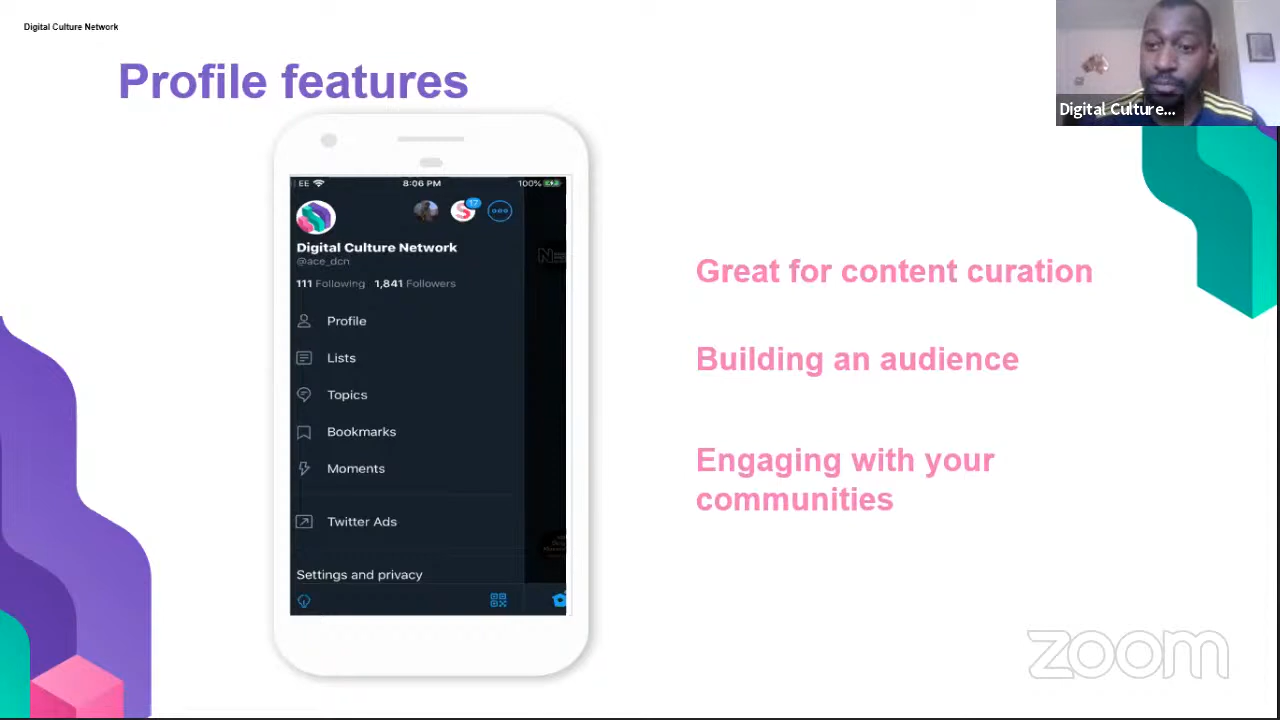 Digital Culture Network
Profile features
Digital Culture...
EE
8:06 PM
100%
17
Digital Culture Network
@ace_dcn
111 Following 1,841 Followers
Profile
Lists
Topics
Bookmarks
Moments
Twitter Ads
Settings and privacy
Great for content curation
Building an audience
Engaging with your
communities
zoom